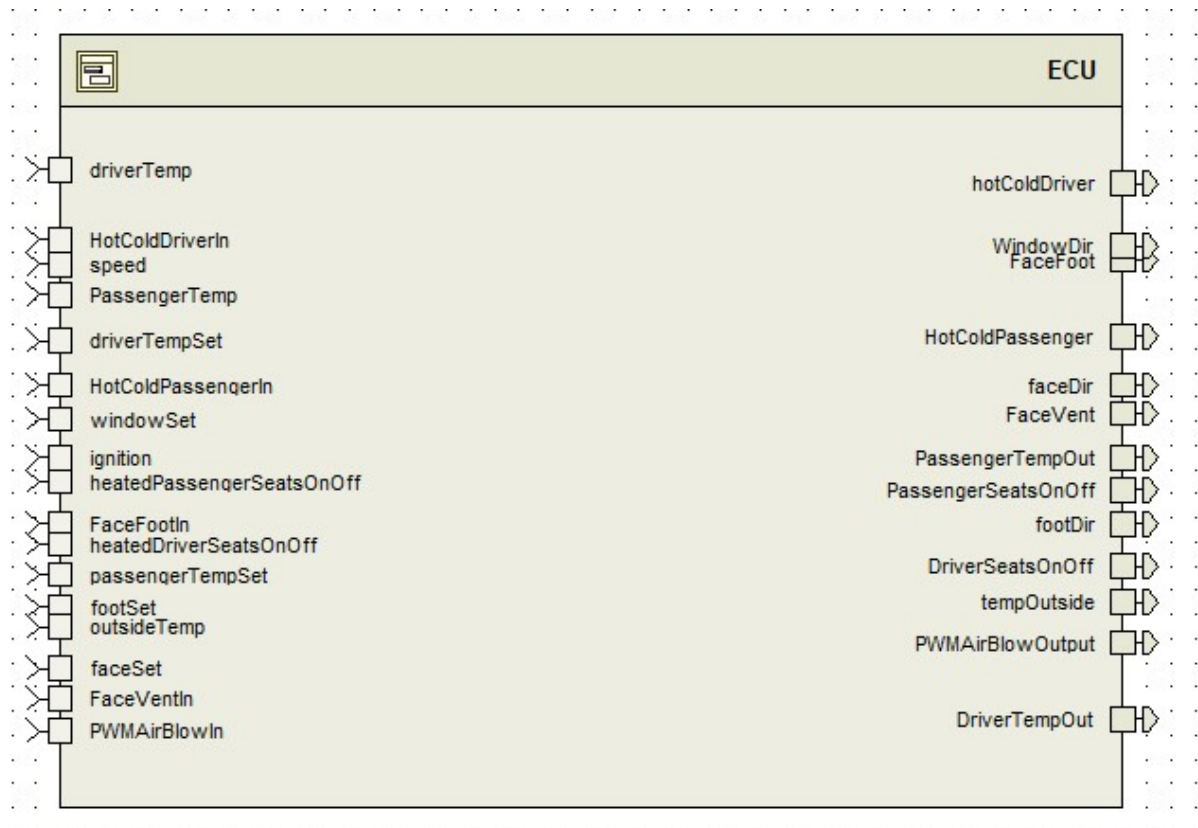 ECU
driverTemp
HotColdDriverIn
speed
PassengerTemp
driverTempSet
HotColdPassengerIn
windowSet
ignition
heatedPassengerSeatsOnOff
FaceFootIn
heatedDriverSeatsOnOff
passengerTempSet
footSet
outsideTemp
faceSet
FaceVentIn
PWMAirBlowIn
hotColdDriver
WindowDir
FaceFoot
HotColdPassenger
faceDir
FaceVent
PassengerTempOut
PassengerSeatsOnOff
footDir
DriverSeatsOnOff
tempOutside
PWMAirBlowOutput
DriverTempOut